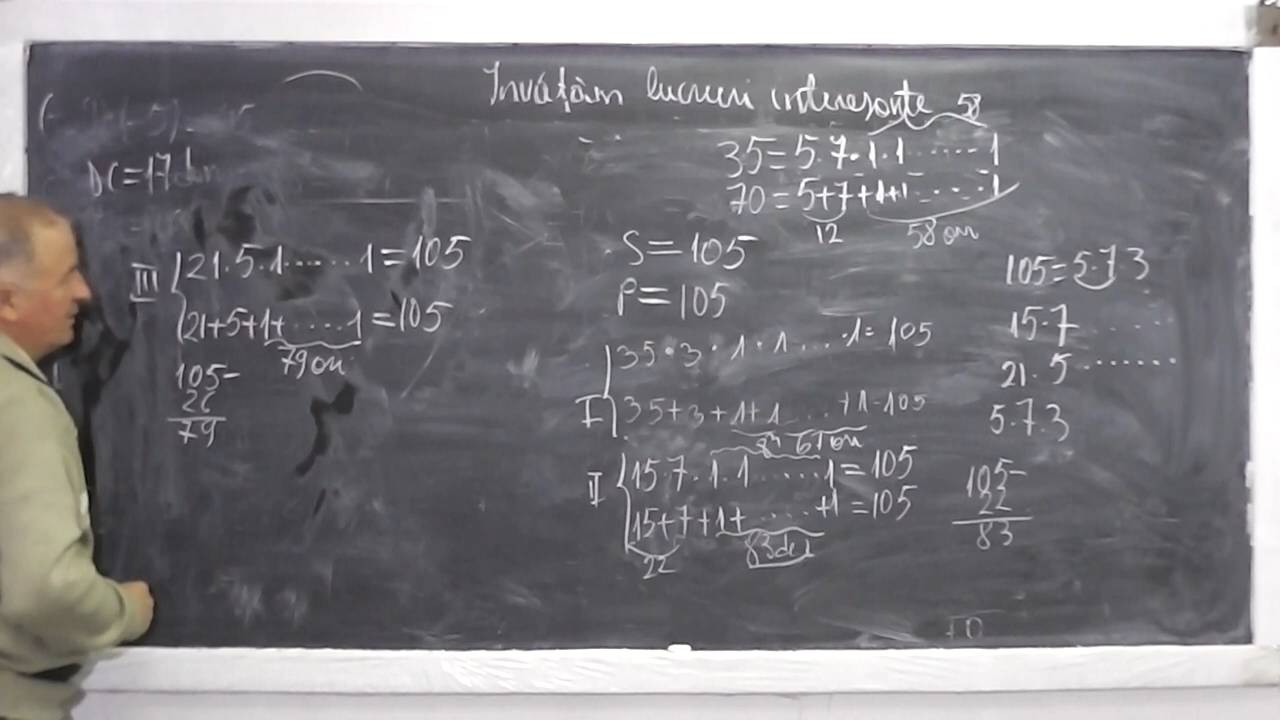 Învățăm lucruri interesante
58
35=5·7·1·1·····1
70=5+7+1+1·····1
12
58 ori
DC=17
III
21·5·1·····1=105
21+5+1+·····1=105
79 ori
105-
26
79
S=105
P=105
I
35·3·1·1....1=105
35+3+1+1....+1=105
67 ori
II
15·7·1·1·····1=105
15+7+1+·····+1=105
22
83 de 1
105=5·7·3
15·7·····
21·5·······
5·7·3
105-
22
83